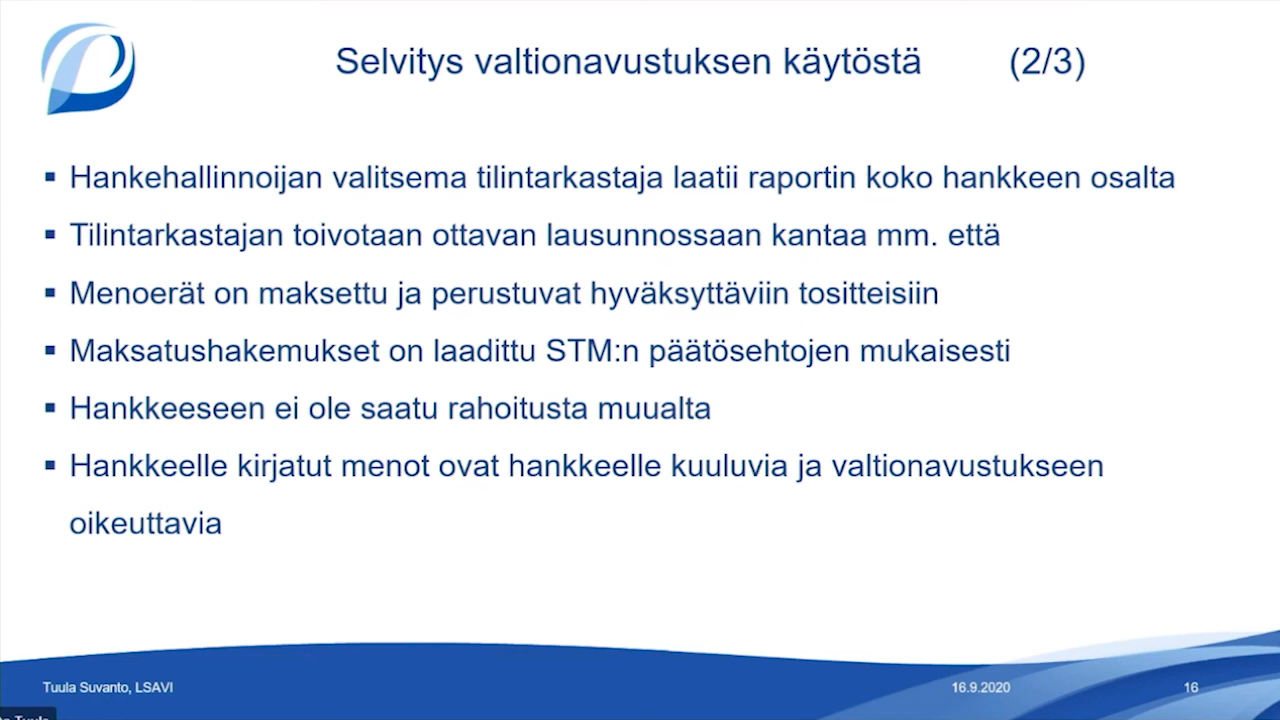 Selvitys valtionavustuksen käytöstä (2/3)
▪ Hankehallinnoijan valitsema tilintarkastaja laatii raportin koko hankkeen osalta
▪ Tilintarkastajan toivotaan ottavan lausunnossaan kantaa mm. että
▪ Menoerät on maksettu ja perustuvat hyväksyttäviin tositteisiin
▪ Maksatushakemukset on laadittu STM:n päätösehtojen mukaisesti
▪ Hankkeeseen ei ole saatu rahoitusta muualta
▪ Hankkeelle kirjatut menot ovat hankkeelle kuuluvia ja valtionavustukseen
oikeuttavia
Tuula Suvanto, LSAVI 16.9.2020 16
Tuula